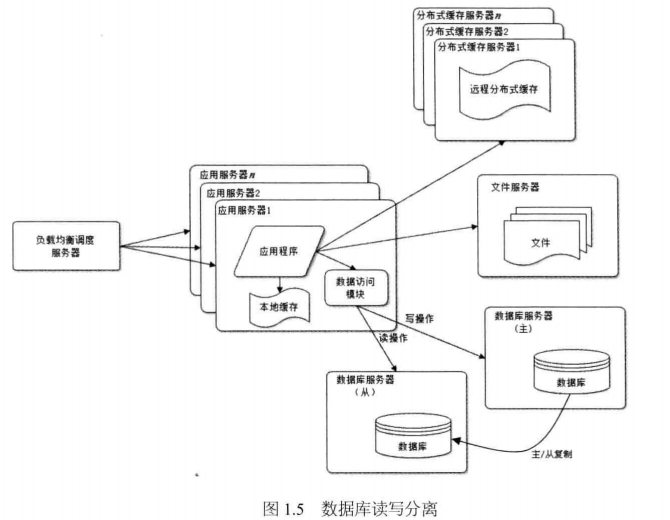 分布式缓存服务器n
分布式缓存服务器2
分布式缓存服务器1
远程分布式缓存
应用服务器n
应用服务器2
应用服务器1
应用程序
本地缓存
数据访问
模块
负载均衡调度
服务器
文件服务器
文件
写操作
读操作
数据库服务器
（主）
数据库
数据库服务器
（从）
数据库
主/从复制
图 1.5 数据库读写分离